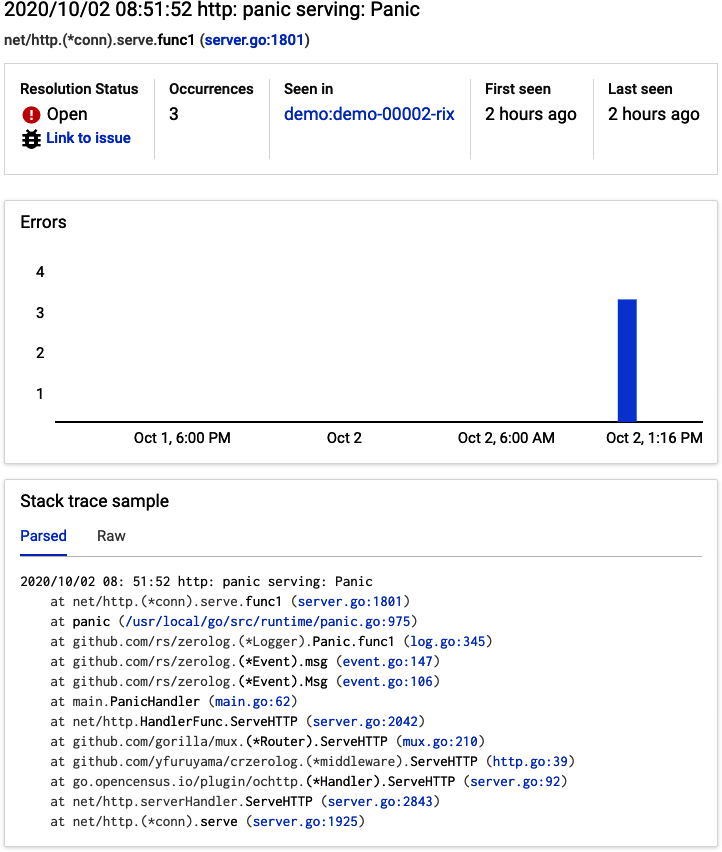 2020/10/02 08:51:52 http: panic serving: Panic
net/http.(*conn).serve.func1 (server.go:1801)
Resolution Status Occurrences Seen in First seen Last seen
Open 3 demo:demo-00002-rix 2 hours ago 2 hours ago
Link to issue
Errors
4
3
2
1
Oct 1, 6:00 PM Oct 2 Oct 2, 6:00 AM Oct 2, 1:16 PM
Stack trace sample
Parsed Raw
2020/10/02 08: 51:52 http: panic serving: Panic
at net/http.(*conn).serve.func1 (server.go:1801)
at panic (/usr/local/go/src/runtime/panic.go:975)
at github.com/rs/zerolog.(*Logger).Panic.func1 (log.go:345)
at github.com/rs/zerolog.(*Event).msg (event.go:147)
at github.com/rs/zerolog.(*Event).Msg (event.go:106)
at main.PanicHandler (main.go:62)
at net/http.HandlerFunc.ServeHTTP (server.go:2042)
at github.com/gorilla/mux.(*Router).ServeHTTP (mux.go:210)
at github.com/yfuruyama/crzerolog.(*middleware).ServeHTTP (http.go:39)
at go.opencensus.io/plugin/ochttp.(*Handler).ServeHTTP (server.go:92)
at net/http.serverHandler.ServeHTTP (server.go:2843)
at net/http.(*conn).serve (server.go:1925)